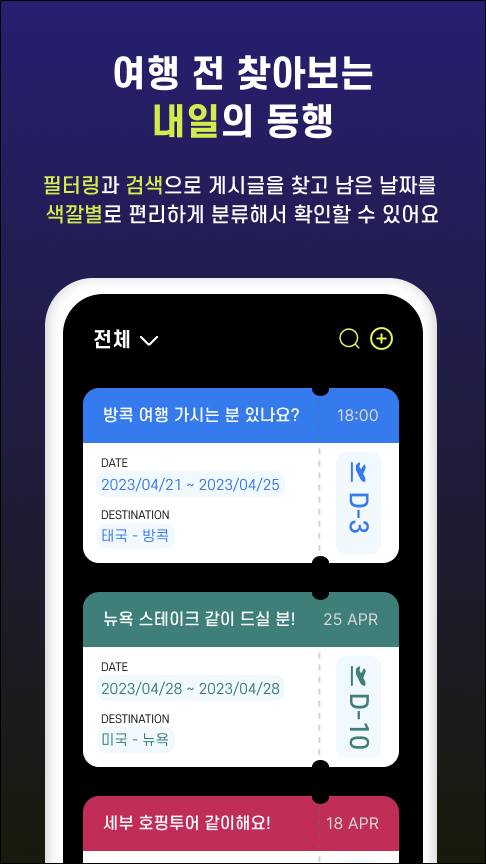 여행 전 찾아보는
내일의 동행
필터링과 검색으로 게시글을 찾고 남은 날짜를
색깔별로 편리하게 분류해서 확인할 수 있어요
전체
방콕 여행 가시는 분 있나요? 18:00
DATE
2023/04/21 ~ 2023/04/25
DESTINATION
태국 - 방콕
D-3
뉴욕 스테이크 같이 드실 분! 25 APR
DATE
2023/04/28 ~ 2023/04/28
DESTINATION
미국 - 뉴욕
D-10
세부 호핑투어 같이해요! 18 APR